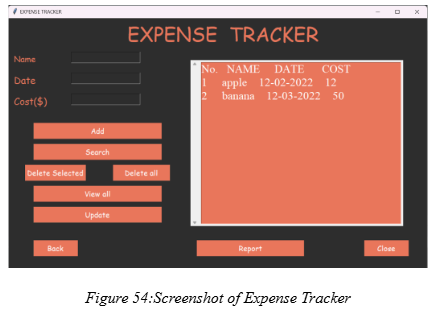 EXPENSE TRACKER
EXPENSE TRACKER
Name
Date
Cost($)
No. NAME DATE COST
1 apple 12-02-2022 12
2 banana 12-03-2022 50
Add
Search
Delete Selected Delete all
View all
Update
Back Report Close
Figure 54:Screenshot of Expense Tracker